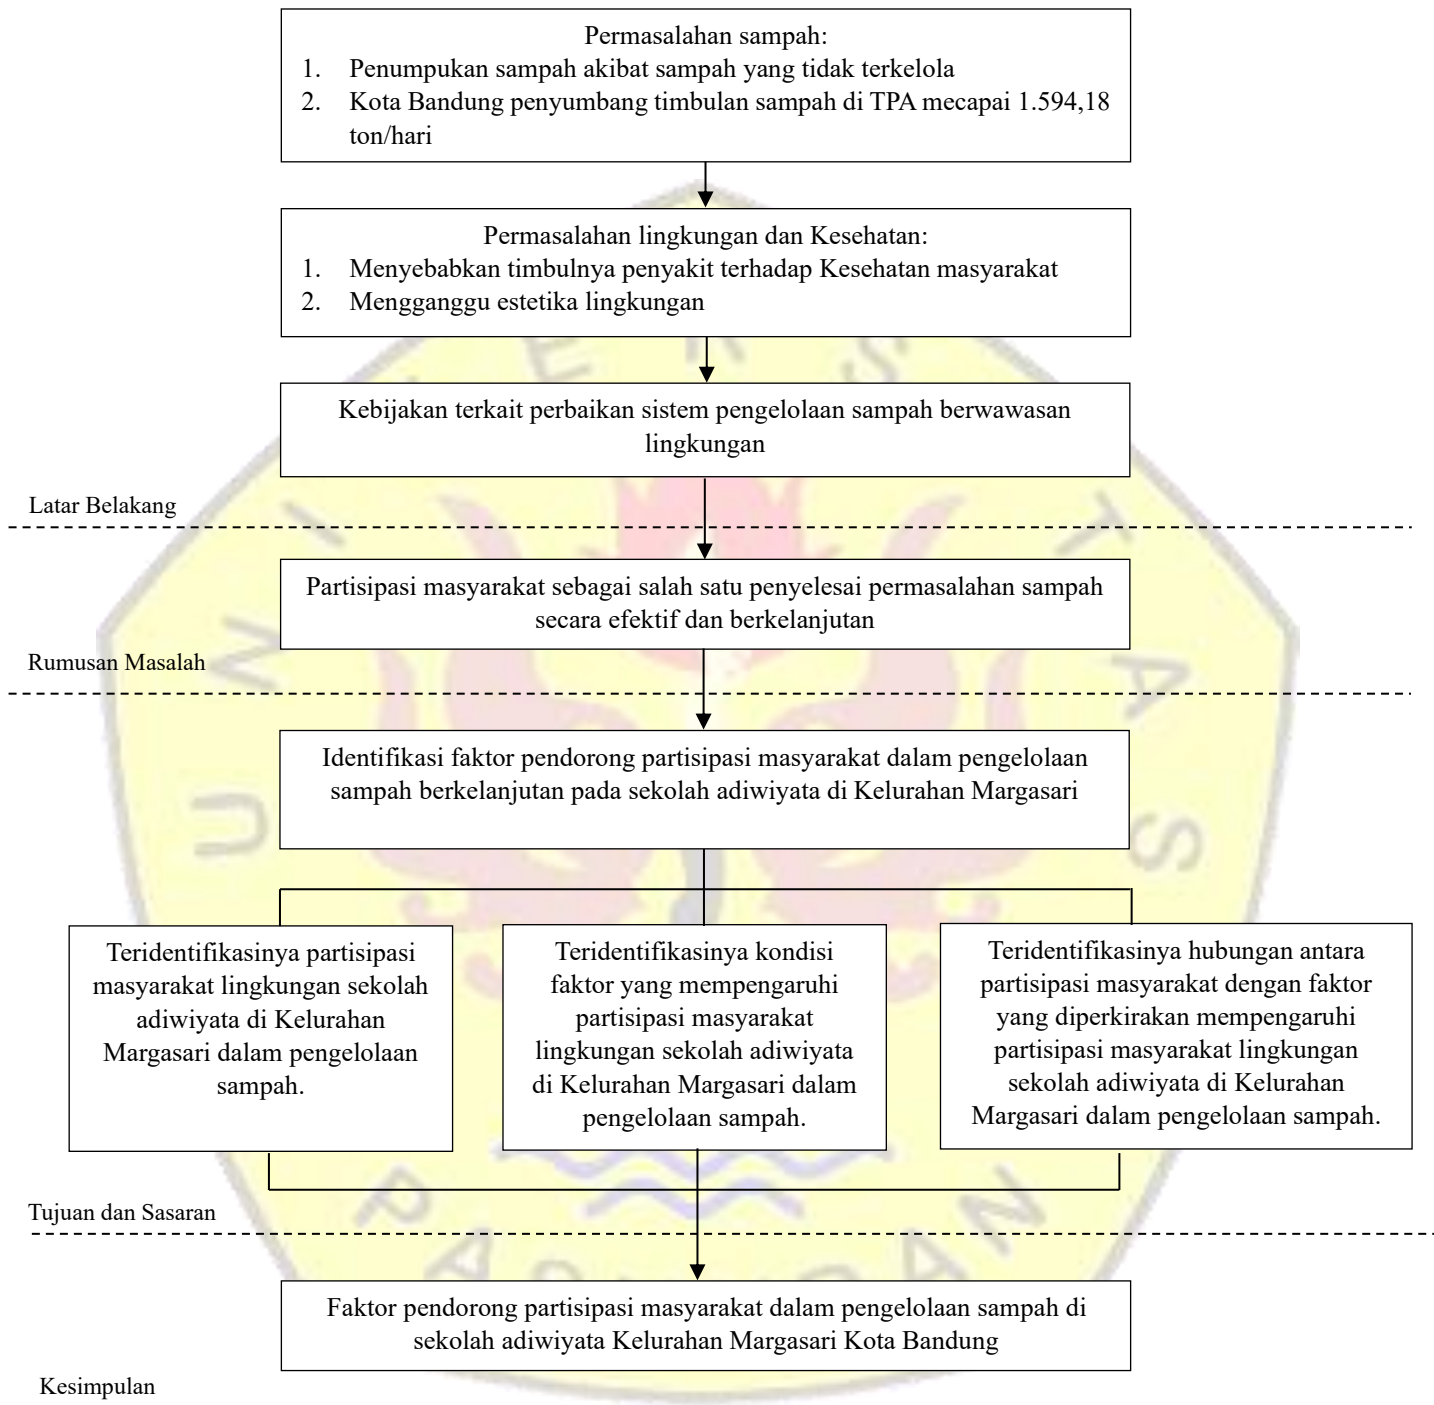 Permasalahan sampah:
1. Penumpukan sampah akibat sampah yang tidak terkelola
2. Kota Bandung penyumbang timbulan sampah di TPA mecapai 1.594,18
ton/hari
Permasalahan lingkungan dan Kesehatan:
1. Menyebabkan timbulnya penyakit terhadap Kesehatan masyarakat
2. Mengganggu estetika lingkungan
Kebijakan terkait perbaikan sistem pengelolaan sampah berwawasan
lingkungan
Latar Belakang
Partisipasi masyarakat sebagai salah satu penyelesai permasalahan sampah
secara efektif dan berkelanjutan
Rumusan Masalah
Identifikasi faktor pendorong partisipasi masyarakat dalam pengelolaan
sampah berkelanjutan pada sekolah adiwiyata di Kelurahan Margasari
Teridentifikasinya partisipasi
masyarakat lingkungan sekolah
adiwiyata di Kelurahan
Margasari dalam pengelolaan
sampah.
Teridentifikasinya kondisi
faktor yang mempengaruhi
partisipasi masyarakat
lingkungan sekolah adiwiyata
di Kelurahan Margasari dalam
pengelolaan sampah.
Teridentifikasinya hubungan antara
partisipasi masyarakat dengan faktor
yang diperkirakan mempengaruhi
partisipasi masyarakat lingkungan
sekolah adiwiyata di Kelurahan
Margasari dalam pengelolaan sampah.
Tujuan dan Sasaran
Faktor pendorong partisipasi masyarakat dalam pengelolaan sampah di
sekolah adiwiyata Kelurahan Margasari Kota Bandung
Kesimpulan